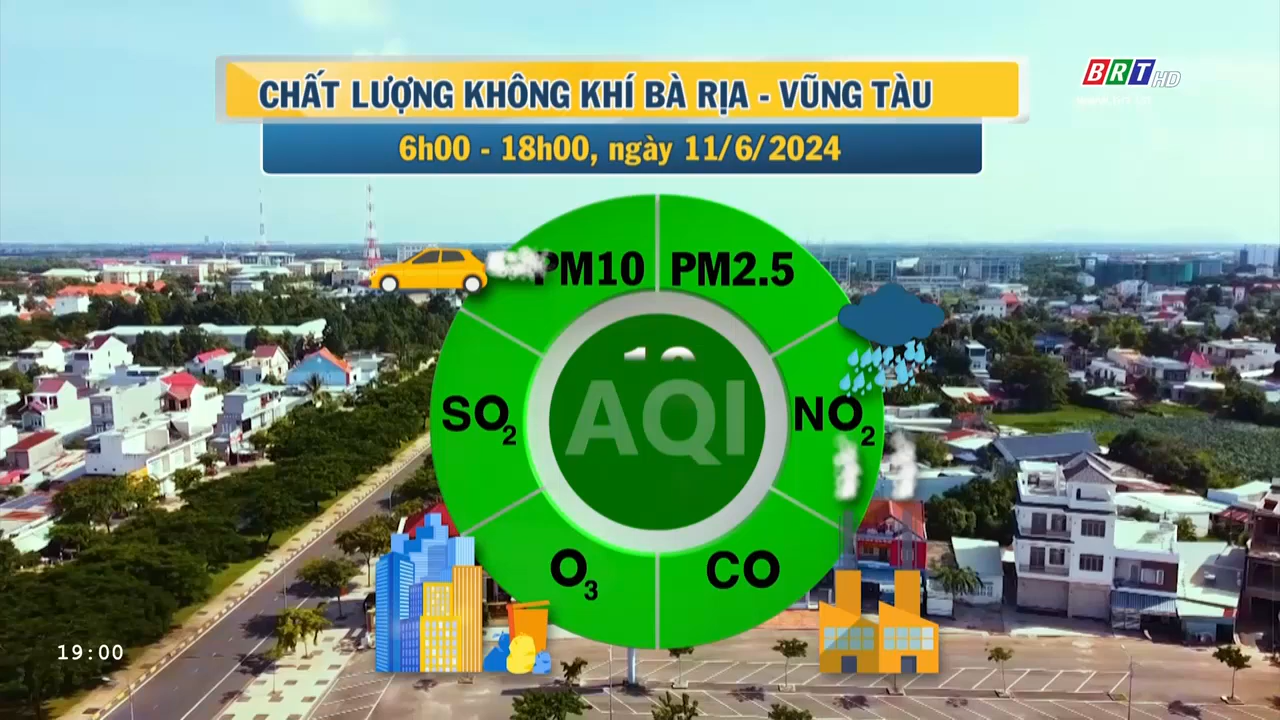 CHẤT LƯỢNG KHÔNG KHÍ BÀ RỊA - VŨNG TÀU
BRT HD
6h00 - 18h00, ngày 11/6/2024
PM10
PM2.5
SO2
AQI
NO2
O3
CO
19:00